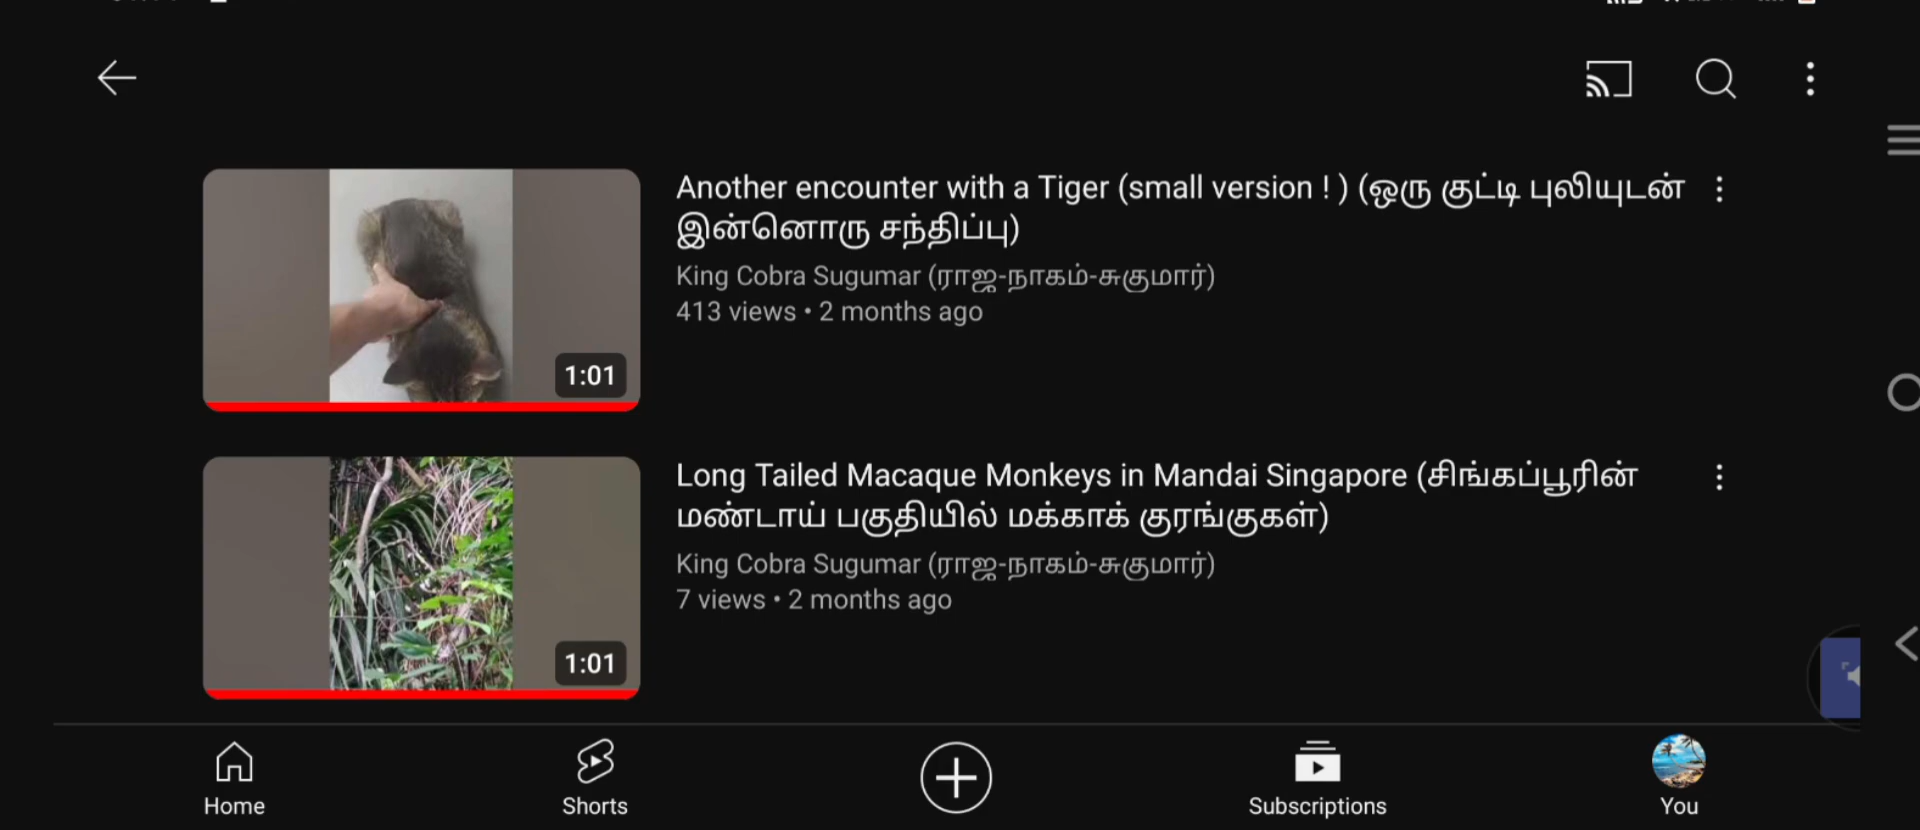 Another encounter with a Tiger (small version ! ) (ஒரு குட்டி புலியுடன்
இன்னொரு சந்திப்பு)
King Cobra Sugumar (ராஜ-நாகம்-சுகுமார்)
413 views • 2 months ago
1:01
Long Tailed Macaque Monkeys in Mandai Singapore (சிங்கப்பூரின்
மண்டாய் பகுதியில் மக்காக் குரங்குகள்)
King Cobra Sugumar (ராஜ-நாகம்-சுகுமார்)
7 views • 2 months ago
1:01
Home
Shorts
Subscriptions
You